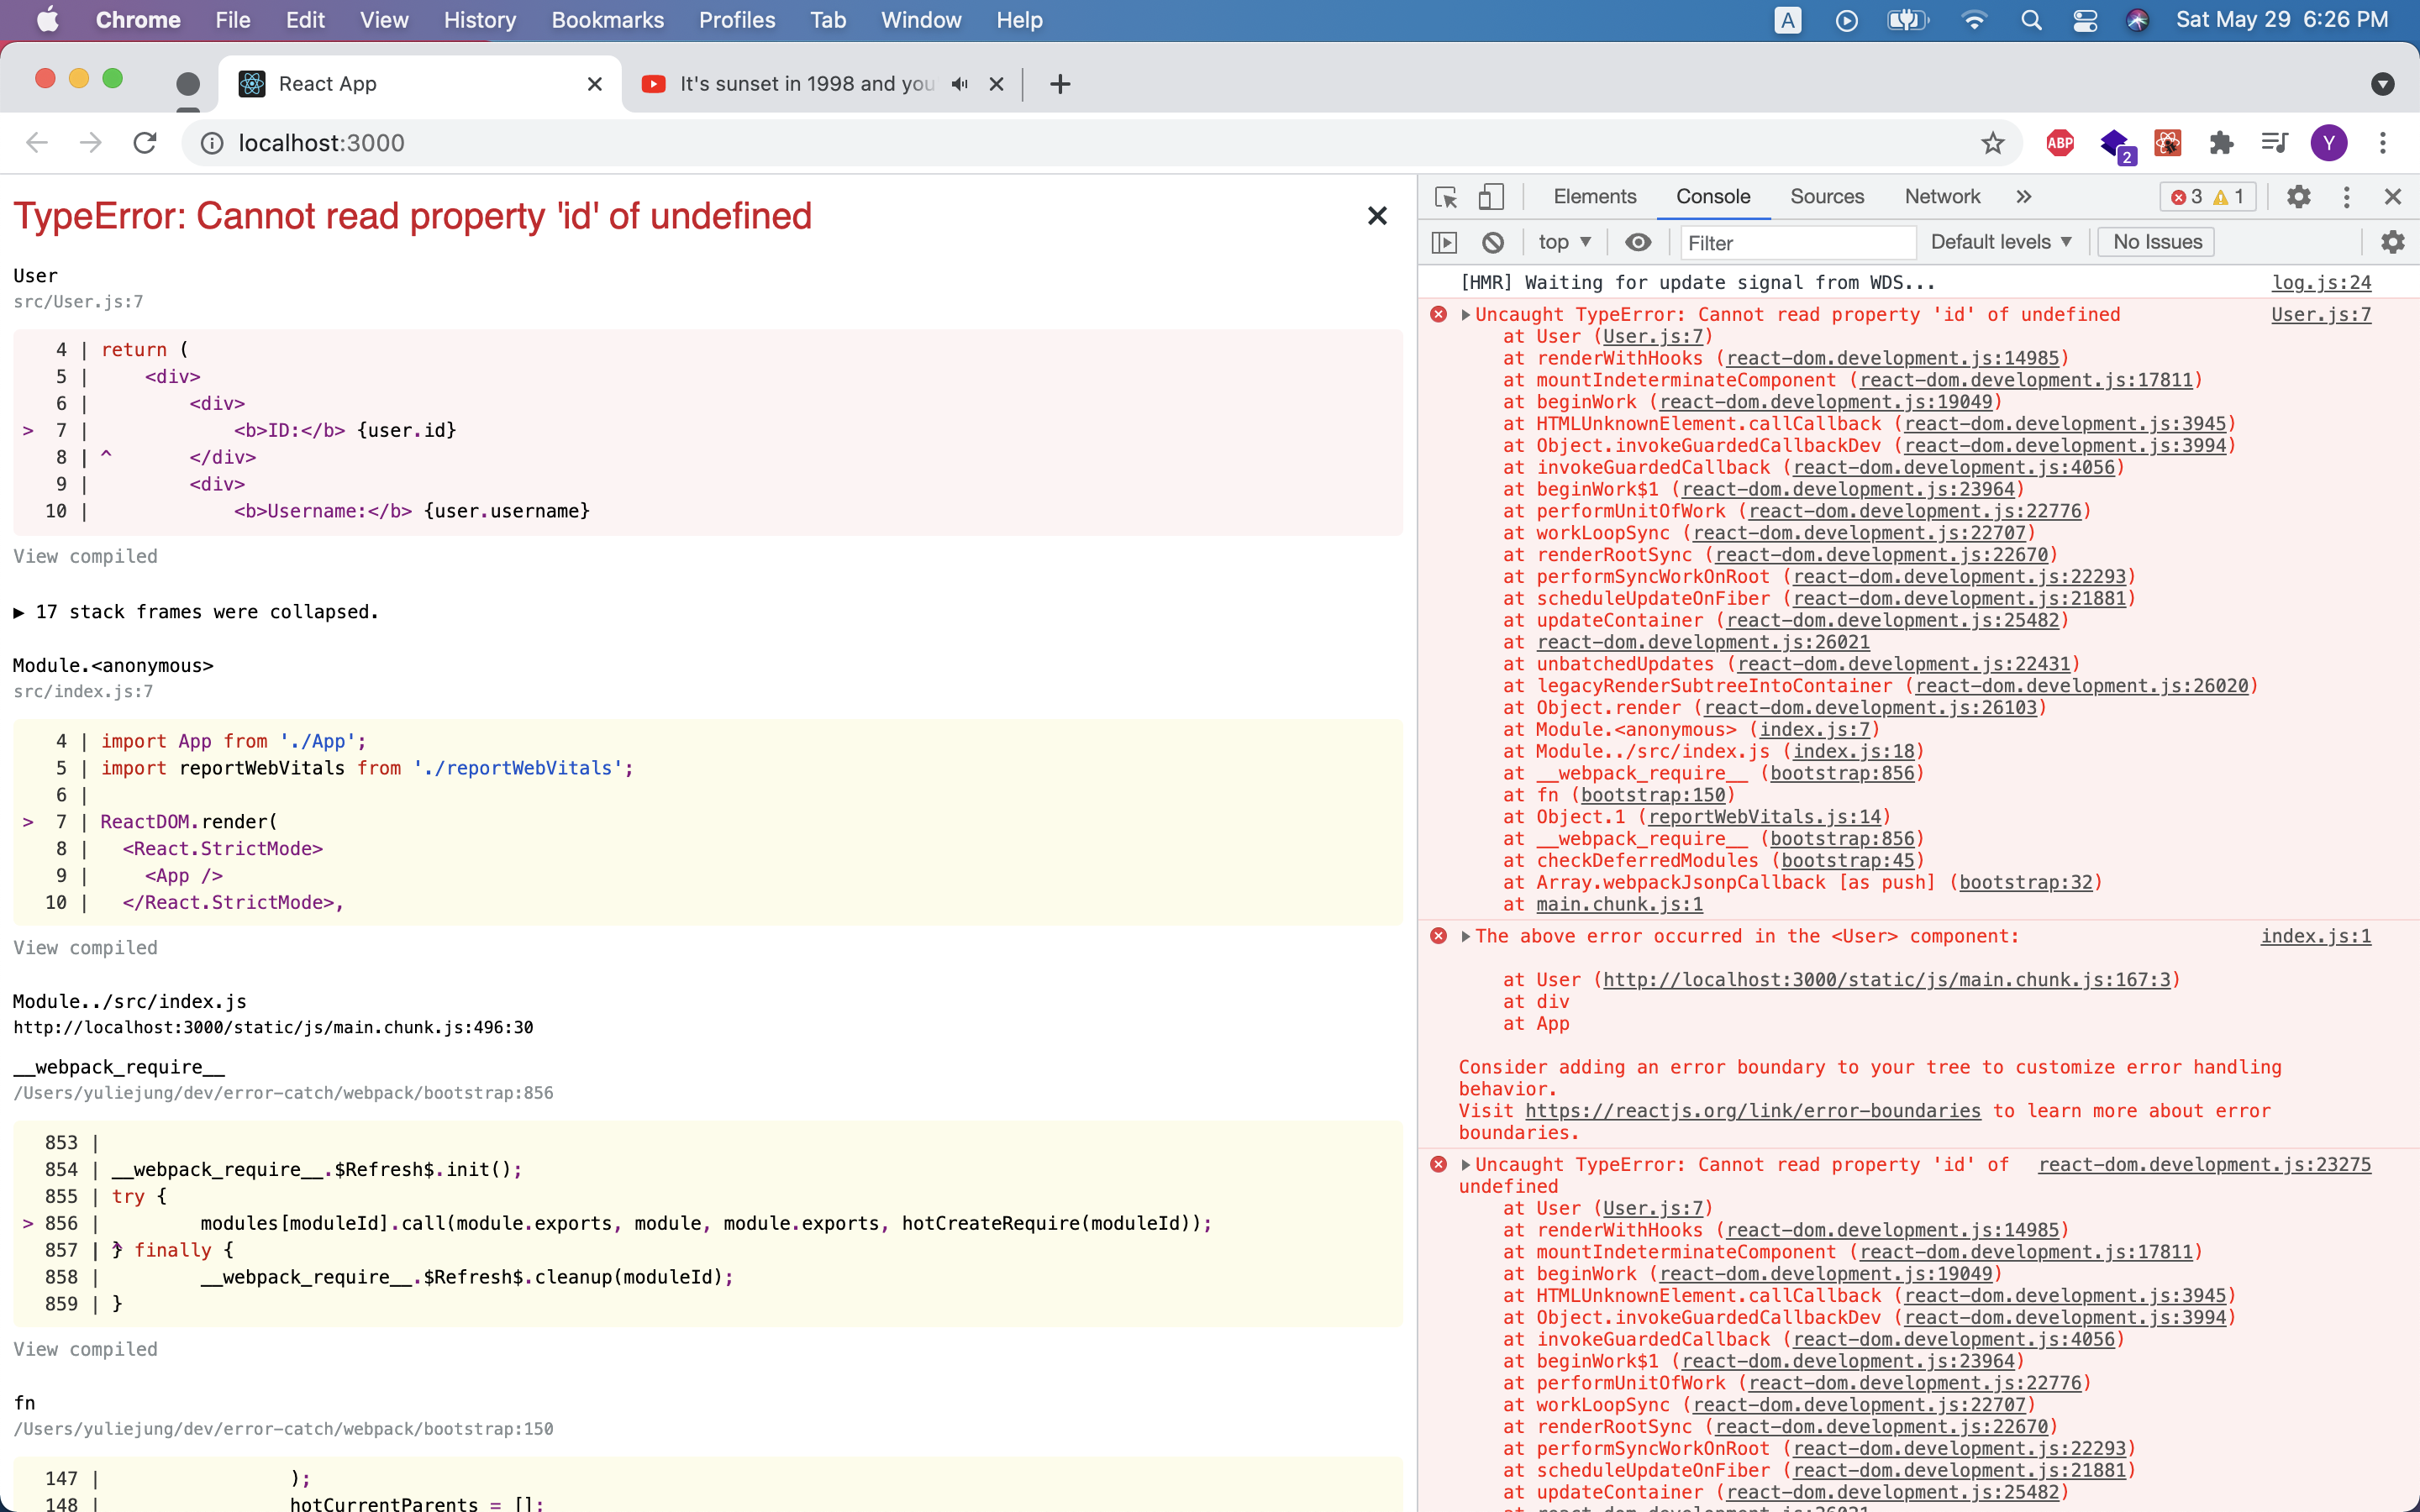 Chrome File Edit View History Bookmarks Profiles Tab Window Help A Sat May 29 6:26 PM
React App It's sunset in 1998 and you
localhost:3000 ABP 2 Y
TypeError: Cannot read property 'id' of undefined
User
src/User.js:7
4 | return (
5 | <div>
6 | <div>
> 7 | <b>ID:</b> {user.id}
8 | ^ </div>
9 | <div>
10 | <b>Username:</b> {user.username}
View compiled
▶ 17 stack frames were collapsed.
Module.<anonymous>
src/index.js:7
4 | import App from './App';
5 | import reportWebVitals from './reportWebVitals';
6 |
> 7 | ReactDOM.render(
8 | <React.StrictMode>
9 | <App />
10 | </React.StrictMode>,
View compiled
Module../src/index.js
http://localhost:3000/static/js/main.chunk.js:496:30
__webpack_require__
/Users/yuliejung/dev/error-catch/webpack/bootstrap:856
853 |
854 | __webpack_require__.$Refresh$.init();
855 | try {
> 856 | modules[moduleId].call(module.exports, module, module.exports, hotCreateRequire(moduleId));
857 | } finally {
858 | __webpack_require__.$Refresh$.cleanup(moduleId);
859 | }
View compiled
fn
/Users/yuliejung/dev/error-catch/webpack/bootstrap:150
147 | );
148 | hotCurrentParents = [];
Elements Console Sources Network 3 1
top Filter Default levels No Issues
[HMR] Waiting for update signal from WDS... log.js:24
Uncaught TypeError: Cannot read property 'id' of undefined User.js:7
at User (User.js:7)
at renderWithHooks (react-dom.development.js:14985)
at mountIndeterminateComponent (react-dom.development.js:17811)
at beginWork (react-dom.development.js:19049)
at HTMLUnknownElement.callCallback (react-dom.development.js:3945)
at Object.invokeGuardedCallbackDev (react-dom.development.js:3994)
at invokeGuardedCallback (react-dom.development.js:4056)
at beginWork$1 (react-dom.development.js:23964)
at performUnitOfWork (react-dom.development.js:22776)
at workLoopSync (react-dom.development.js:22707)
at renderRootSync (react-dom.development.js:22670)
at performSyncWorkOnRoot (react-dom.development.js:22293)
at scheduleUpdateOnFiber (react-dom.development.js:21881)
at updateContainer (react-dom.development.js:25482)
at react-dom.development.js:26021
at unbatchedUpdates (react-dom.development.js:22431)
at legacyRenderSubtreeIntoContainer (react-dom.development.js:26020)
at Object.render (react-dom.development.js:26103)
at Module.<anonymous> (index.js:7)
at Module../src/index.js (index.js:18)
at __webpack_require__ (bootstrap:856)
at fn (bootstrap:150)
at Object.1 (reportWebVitals.js:14)
at __webpack_require__ (bootstrap:856)
at checkDeferredModules (bootstrap:45)
at Array.webpackJsonpCallback [as push] (bootstrap:32)
at main.chunk.js:1
The above error occurred in the <User> component: index.js:1
at User (http://localhost:3000/static/js/main.chunk.js:167:3)
at div
at App
Consider adding an error boundary to your tree to customize error handling
behavior.
Visit https://reactjs.org/link/error-boundaries to learn more about error
boundaries.
Uncaught TypeError: Cannot read property 'id' of react-dom.development.js:23275
undefined
at User (User.js:7)
at renderWithHooks (react-dom.development.js:14985)
at mountIndeterminateComponent (react-dom.development.js:17811)
at beginWork (react-dom.development.js:19049)
at HTMLUnknownElement.callCallback (react-dom.development.js:3945)
at Object.invokeGuardedCallbackDev (react-dom.development.js:3994)
at invokeGuardedCallback (react-dom.development.js:4056)
at beginWork$1 (react-dom.development.js:23964)
at performUnitOfWork (react-dom.development.js:22776)
at workLoopSync (react-dom.development.js:22707)
at renderRootSync (react-dom.development.js:22670)
at performSyncWorkOnRoot (react-dom.development.js:22293)
at scheduleUpdateOnFiber (react-dom.development.js:21881)
at updateContainer (react-dom.development.js:25482)